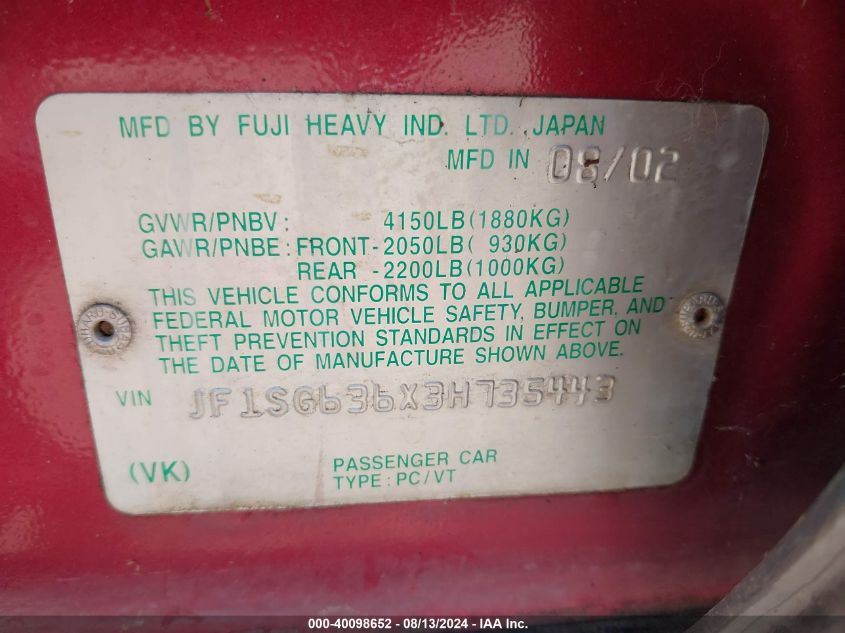 MFD BY FUJI HEAVY IND. LTD. JAPAN
MFD IN 08/02
GVWR/PNBV: 4150LB(1880KG)
GAWR/PNBE: FRONT-2050LB( 930KG)
REAR -2200LB(1000KG)
THIS VEHICLE CONFORMS TO ALL APPLICABLE
FEDERAL MOTOR VEHICLE SAFETY, BUMPER, AND
THEFT PREVENTION STANDARDS IN EFFECT ON
THE DATE OF MANUFACTURE SHOWN ABOVE.
VIN JF1SG636X3H735443
(VK) PASSENGER CAR
TYPE: PC/VT
000-40098652 - 08/13/2024 - IAA Inc.